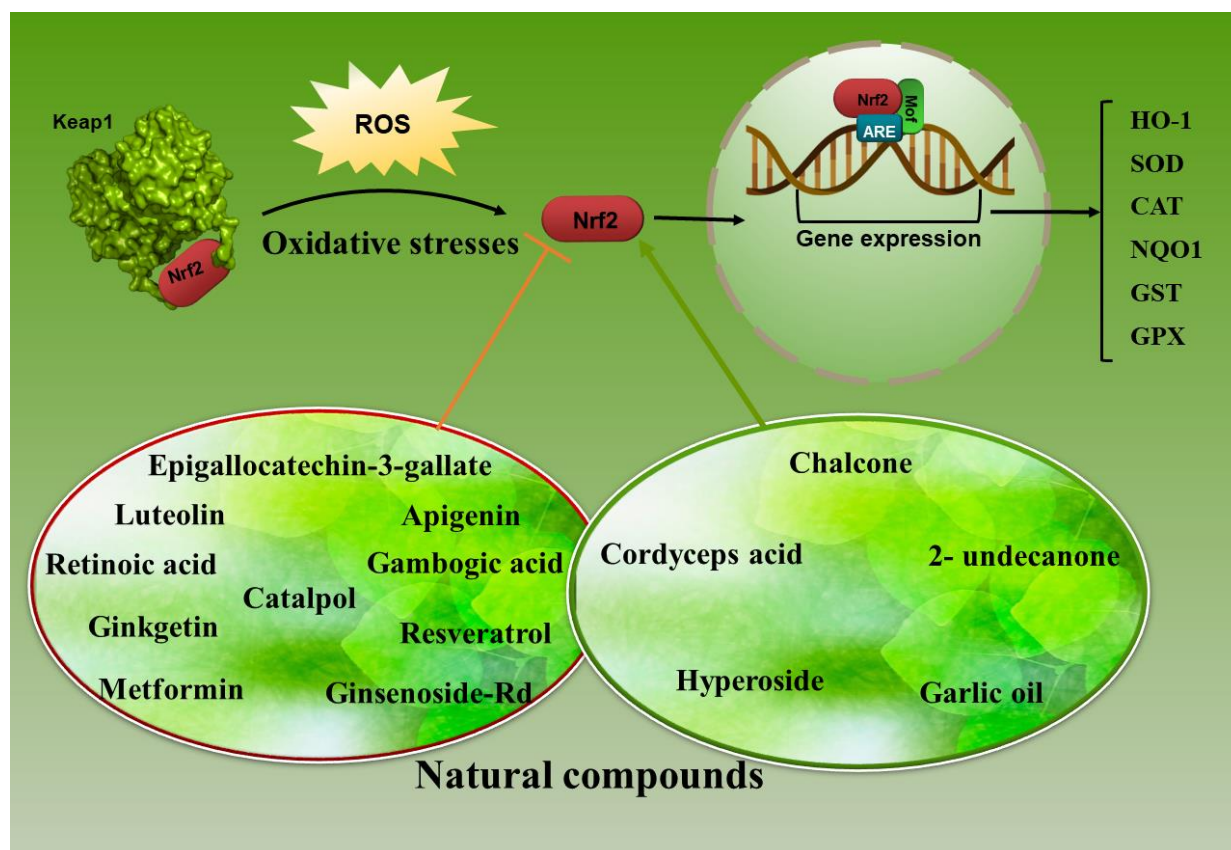 Keap1
Nrf2
ROS
Oxidative stresses
Nrf2
Nrf2
Mof
ARE
Gene expression
HO-1
SOD
CAT
NQO1
GST
GPX
Epigallocatechin-3-gallate
Luteolin
Apigenin
Retinoic acid
Gambogic acid
Catalpol
Ginkgetin
Resveratrol
Metformin
Ginsenoside-Rd
Chalcone
Cordyceps acid
2- undecanone
Hyperoside
Garlic oil
Natural compounds